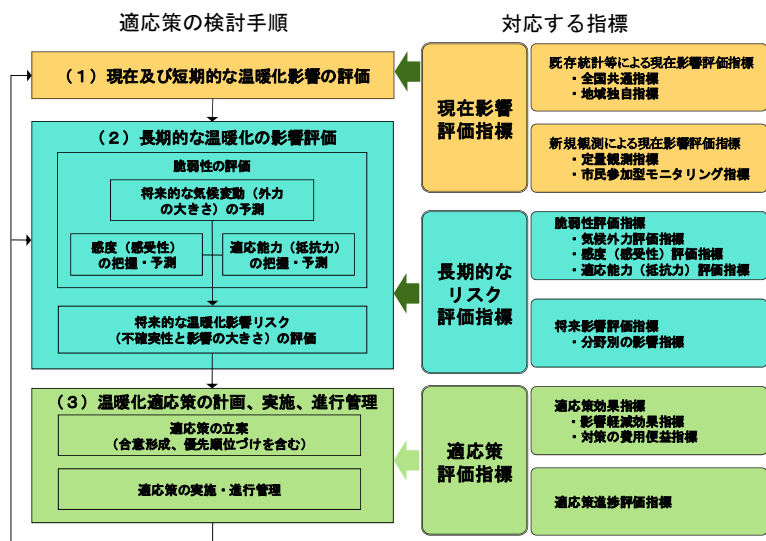 適応策の検討手順
対応する指標
（１）現在及び短期的な温暖化影響の評価
（２）長期的な温暖化の影響評価
脆弱性の評価
将来的な気候変動（外力
の大きさ）の予測
感度（感受性）
の把握・予測
適応能力（抵抗力）
の把握・予測
将来的な温暖化影響リスク
（不確実性と影響の大きさ）の評価
（３）温暖化適応策の計画、実施、進行管理
適応策の立案
（合意形成、優先順位づけを含む）
適応策の実施・進行管理
現在影響
評価指標
既存統計等による現在影響評価指標
・全国共通指標
・地域独自指標
新規観測による現在影響評価指標
・定量観測指標
・市民参加型モニタリング指標
長期的な
リスク
評価指標
脆弱性評価指標
・気候外力評価指標
・感度（感受性）評価指標
・適応能力（抵抗力）評価指標
将来影響評価指標
・分野別の影響指標
適応策
評価指標
適応策効果指標
・影響軽減効果指標
・対策の費用便益指標
適応策進捗評価指標